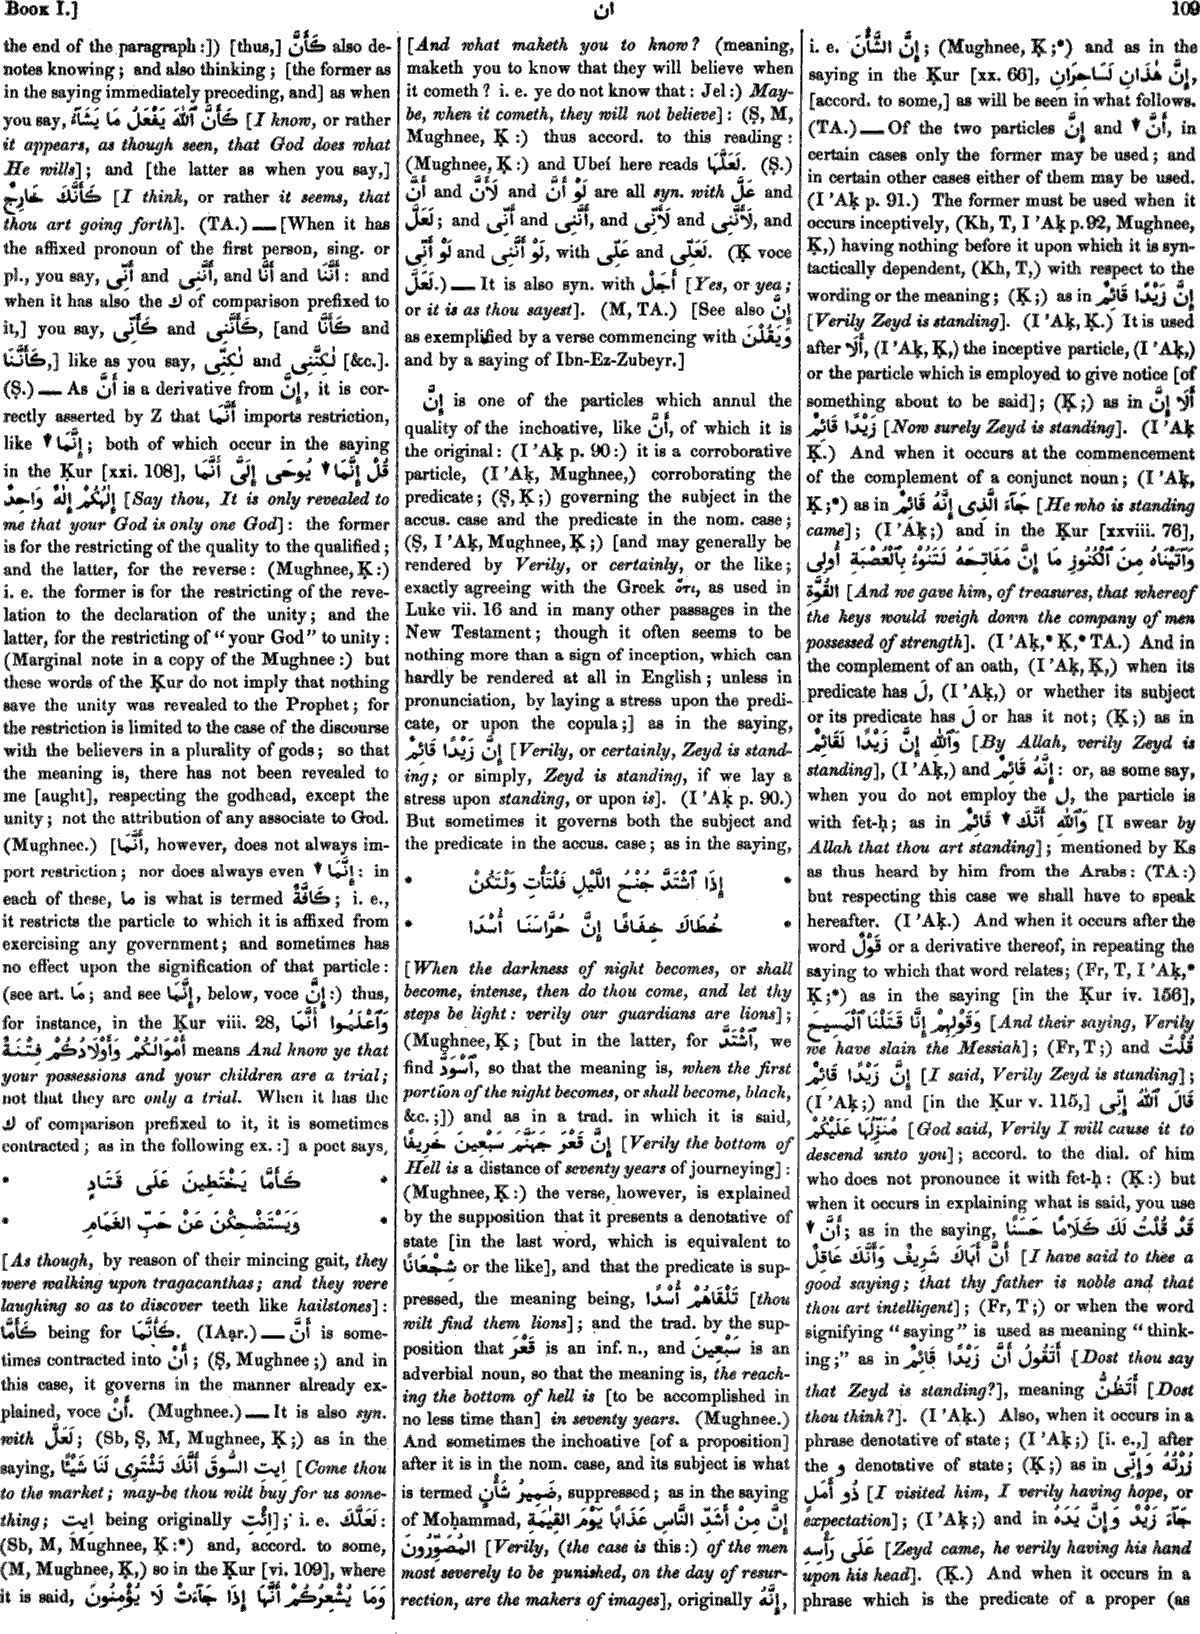 Book I.]
ان
109
the end of the paragraph:]) [thus,] كَأَنَّ also de-
notes knowing; and also thinking; [the former as
in the saying immediately preceding, and] as when
you say, كَأَنَّ ٱللّٰهَ يَفْعَلُ مَا يَشَآءُ [I know, or rather
it appears, as though seen, that God does what
He wills]; and [the latter as when you say,]
كَأَنَّكَ خَارِجٌ [I think, or rather it seems, that
thou art going forth]. (TA.) — [When it has
the affixed pronoun of the first person, sing. or
pl., you say, أَنِّى and أَنَّنِى, and أَنَّا and أَنَّنَا: and
when it has also the ك of comparison prefixed to
it,] you say, كَأَنِّى and كَأَنَّنِى, [and كَأَنَّا and
كَأَنَّنَا,] like as you say, لٰكِنِّى and لٰكِنَّنِى [&c.].
(Ṣ.) — As أَنَّ is a derivative from إِنَّ, it is cor-
rectly asserted by Z that أَنَّمَا imports restriction,
like ▾ إِنَّمَا; both of which occur in the saying
in the Ḳur [xxi. 108], قُلْ إِنَّمَا ▾ يُوحَى إِلَىَّ أَنَّمَا
إِلٰهُكُمْ إِلٰهٌ وَاحِدٌ [Say thou, It is only revealed to
me that your God is only one God]: the former
is for the restricting of the quality to the qualified;
and the latter, for the reverse: (Mughnee, Ḳ:)
i. e. the former is for the restricting of the reve-
lation to the declaration of the unity; and the
latter, for the restricting of "your God" to unity:
(Marginal note in a copy of the Mughnee:) but
these words of the Ḳur do not imply that nothing
save the unity was revealed to the Prophet; for
the restriction is limited to the case of the discourse
with the believers in a plurality of gods; so that
the meaning is, there has not been revealed to
me [aught], respecting the godhead, except the
unity; not the attribution of any associate to God.
(Mughnee.) [أَنَّمَا, however, does not always im-
port restriction; nor does always even ▾ إِنَّمَا: in
each of these, ما is what is termed كَافَّةٌ; i. e.,
it restricts the particle to which it is affixed from
exercising any government; and sometimes has
no effect upon the signification of that particle:
(see art. مَا; and see إِنَّمَا, below, voce إِنَّ:) thus,
for instance, in the Ḳur viii. 28, وَٱعْلَمُوا أَنَّمَا
أَمْوَالُكُمْ وَأَوْلَادُكُمْ فِتْنَةٌ means And know ye that
your possessions and your children are a trial;
not that they are only a trial. When it has the
ك of comparison prefixed to it, it is sometimes
contracted; as in the following ex.:] a poet says,
* كَأَمَّا يَخْتَطِينَ عَلَى قَتَادٍ *
* وَيَسْتَضْحِكْنَ عَنْ حَبِّ الغَمَامِ *
[As though, by reason of their mincing gait, they
were walking upon tragacanthas; and they were
laughing so as to discover teeth like hailstones]:
كَأَمَّا being for كَأَنَّمَا. (IAạr.) — أَنَّ is some-
times contracted into أَنْ; (Ṣ, Mughnee;) and in
this case, it governs in the manner already ex-
plained, voce أَنْ. (Mughnee.) — It is also syn.
with لَعَلَّ; (Sb, Ṣ, M, Mughnee, Ḳ;) as in the
saying, اِيتِ السُّوقَ أَنَّكَ تَشْتَرِى لَنَا شَيْئًا [Come thou
to the market; may-be thou wilt buy for us some-
thing; اِيتِ being originally اِئْتِ]; i. e. لَعَلَّكَ:
(Sb, M, Mughnee, Ḳ:*) and, accord. to some,
(M, Mughnee, Ḳ,) so in the Ḳur [vi. 109], where
it is said, وَمَا يُشْعِرُكُمْ أَنَّهَا إِذَا جَآءَتْ لَا يُؤْمِنُونَ
[And what maketh you to know? (meaning,
maketh you to know that they will believe when
it cometh? i. e. ye do not know that: Jel:) May-
be, when it cometh, they will not believe]: (Ṣ, M,
Mughnee, Ḳ:) thus accord. to this reading:
(Mughnee, Ḳ:) and Ubeí here reads لَعَلَّهَا. (Ṣ.)
أَنَّ and لَأَنَّ and لَوْ أَنَّ are all syn. with عَلَّ and
لَعَلَّ; and أَنِّى and أَنَّنِى, and لَأَنِّى and لَأَنَّنِى, and
لَوْ أَنِّى and لَوْ أَنَّنِى, with عَلِّى and لَعَلِّى. (Ḳ voce
لَعَلَّ.) — It is also syn. with أَجَلْ [Yes, or yea;
or it is as thou sayest]. (M, TA.) [See also إِنَّ
as exemplified by a verse commencing with وَيَقُلْنَ
and by a saying of Ibn-Ez-Zubeyr.]
إِنَّ is one of the particles which annul the
quality of the inchoative, like أَنَّ, of which it is
the original: (I ’Aḳ p. 90:) it is a corroborative
particle, (I ’Aḳ, Mughnee,) corroborating the
predicate; (Ṣ, Ḳ;) governing the subject in the
accus. case and the predicate in the nom. case;
(Ṣ, I ’Aḳ, Mughnee, Ḳ;) [and may generally be
rendered by Verily, or certainly, or the like;
exactly agreeing with the Greek ὅτι, as used in
Luke vii. 16 and in many other passages in the
New Testament; though it often seems to be
nothing more than a sign of inception, which can
hardly be rendered at all in English; unless in
pronunciation, by laying a stress upon the predi-
cate, or upon the copula;] as in the saying,
إِنَّ زَيْدًا قَائِمٌ [Verily, or certainly, Zeyd is stand-
ing; or simply, Zeyd is standing, if we lay a
stress upon standing, or upon is]. (I ’Aḳ p. 90.)
But sometimes it governs both the subject and
the predicate in the accus. case; as in the saying,
* إِذَا ٱشْتَدَّ جُنْحُ اللَّيْلِ فَلْتَأْتِ وَلْتَكُنْ *
* خُطَاكَ خِفَافًا إِنَّ حُرَّاسَنَا أُسْدَا *
[When the darkness of night becomes, or shall
become, intense, then do thou come, and let thy
steps be light: verily our guardians are lions];
(Mughnee, Ḳ; [but in the latter, for ٱشْتَدَّ, we
find ٱسْوَدَّ, so that the meaning is, when the first
portion of the night becomes, or shall become, black,
&c.;]) and as in a trad. in which it is said,
إِنَّ قَعْرَ جَهَنَّمَ سَبْعِينَ خَرِيفًا [Verily the bottom of
Hell is a distance of seventy years of journeying]:
(Mughnee, Ḳ:) the verse, however, is explained
by the supposition that it presents a denotative of
state [in the last word, which is equivalent to
شُجْعَانًا or the like], and that the predicate is sup-
pressed, the meaning being, تَلْقَاهُمْ أُسْدًا [thou
wilt find them lions]; and the trad. by the sup-
position that قَعْرَ is an inf. n., and سَبْعِينَ is an
adverbial noun, so that the meaning is, the reach-
ing the bottom of hell is [to be accomplished in
no less time than] in seventy years. (Mughnee.)
And sometimes the inchoative [of a proposition]
after it is in the nom. case, and its subject is what
is termed ضَمِيرُ شَأْنٍ, suppressed; as in the saying
of Moḥammad, إِنَّ مِنْ أَشَدِّ النَّاسِ عَذَابًا يَوْمَ القِيٰمَةِ
المُصَوِّرُونَ [Verily, (the case is this:) of the men
most severely to be punished, on the day of resur-
rection, are the makers of images], originally إِنَّهُ,
i. e. إِنَّ الشَّأْنَ; (Mughnee, Ḳ;*) and as in the
saying in the Ḳur [xx. 66], إِنَّ هٰذَانِ لَسَاحِرَانِ,
[accord. to some,] as will be seen in what follows.
(TA.) — Of the two particles إِنَّ and ▾ أَنَّ, in
certain cases only the former may be used; and
in certain other cases either of them may be used.
(I ’Aḳ p. 91.) The former must be used when it
occurs inceptively, (Kh, T, I ’Aḳ p. 92, Mughnee,
Ḳ,) having nothing before it upon which it is syn-
tactically dependent, (Kh, T,) with respect to the
wording or the meaning; (Ḳ;) as in إِنَّ زَيْدًا قَائِمٌ
[Verily Zeyd is standing]. (I ’Aḳ, Ḳ.) It is used
after أَلَا, (I ’Aḳ, Ḳ,) the inceptive particle, (I ’Aḳ,)
or the particle which is employed to give notice [of
something about to be said]; (Ḳ;) as in أَلَا إِنَّ
زَيْدًا قَائِمٌ [Now surely Zeyd is standing]. (I ’Aḳ
Ḳ.) And when it occurs at the commencement
of the complement of a conjunct noun; (I ’Aḳ,
Ḳ;*) as in جَآءَ الَّذِى إِنَّهُ قَائِمٌ [He who is standing
came]; (I ’Aḳ;) and in the Ḳur [xxviii. 76],
وَآتَيْنَاهُ مِنَ ٱلْكُنُوزِ مَا إِنَّ مَفَاتِحَهُ لَتَنُوْءُ بِٱلْعُصْبَةِ أُولِى
القُوَّةِ [And we gave him, of treasures, that whereof
the keys would weigh down the company of men
possessed of strength]. (I ’Aḳ,* Ḳ,* TA.) And in
the complement of an oath, (I ’Aḳ, Ḳ,) when its
predicate has لَ, (I ’Aḳ,) or whether its subject
or its predicate has لَ or has it not; (Ḳ;) as in
وَٱللّٰهِ إِنَّ زَيْدًا لَقَائِمٌ [By Allah, verily Zeyd is
standing], (I ’Aḳ,) and إِنَّهُ قَائِمٌ: or, as some say,
when you do not employ the ل, the particle is
with fet-ḥ; as in وَٱللّٰهِ أَنَّكَ ▾ قَائِمٌ [I swear by
Allah that thou art standing]; mentioned by Ks
as thus heard by him from the Arabs: (TA:)
but respecting this case we shall have to speak
hereafter. (I ’Aḳ.) And when it occurs after the
word قَوْلٌ or a derivative thereof, in repeating the
saying to which that word relates; (Fr, T, I ’Aḳ,*
Ḳ;*) as in the saying [in the Ḳur iv. 156],
وَقَوْلِهِمْ إِنَّا قَتَلْنَا ٱلْمَسِيحَ [And their saying, Verily
we have slain the Messiah]; (Fr, T;) and قُلْتُ
إِنَّ زَيْدًا قَائِمٌ [I said, Verily Zeyd is standing];
(I ’Aḳ;) and [in the Ḳur v. 115,] قَالَ ٱللّٰهُ إِنِّى
مُنَزِّلُهَا عَلَيْكُمْ [God said, Verily I will cause it to
descend unto you]; accord. to the dial. of him
who does not pronounce it with fet-ḥ: (Ḳ:) but
when it occurs in explaining what is said, you use
▾ أَنَّ; as in the saying, قَدْ قُلْتُ لَكَ كَلَامًا حَسَنًا
أَنَّ أَبَاكَ شَرِيفٌ وَأَنَّكَ عَاقِلٌ [I have said to thee a
good saying; that thy father is noble and that
thou art intelligent]; (Fr, T;) or when the word
signifying "saying" is used as meaning "think-
ing;" as in أَتَقُولُ أَنَّ زَيْدًا قَائِمٌ [Dost thou say
that Zeyd is standing?], meaning أَتَظُنُّ [Dost
thou think?]. (I ’Aḳ.) Also, when it occurs in a
phrase denotative of state; (I ’Aḳ;) [i. e.,] after
the و denotative of state; (Ḳ;) as in زُرْتُهُ وَإِنِّى
ذُو أَمَلٍ [I visited him, I verily having hope, or
expectation]; (I ’Aḳ;) and in جَآءَ زَيْدٌ وَإِنَّ يَدَهُ
عَلَى رَأْسِهِ [Zeyd came, he verily having his hand
upon his head]. (Ḳ.) And when it occurs in a
phrase which is the predicate of a proper (as